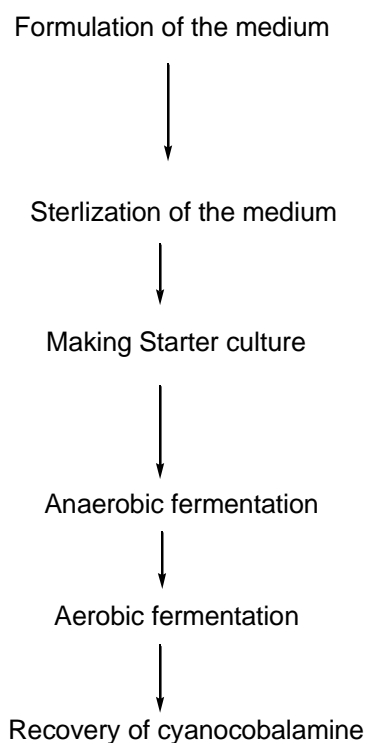 Formulation of the medium
Sterlization of the medium
Making Starter culture
Anaerobic fermentation
Aerobic fermentation
Recovery of cyanocobalamine